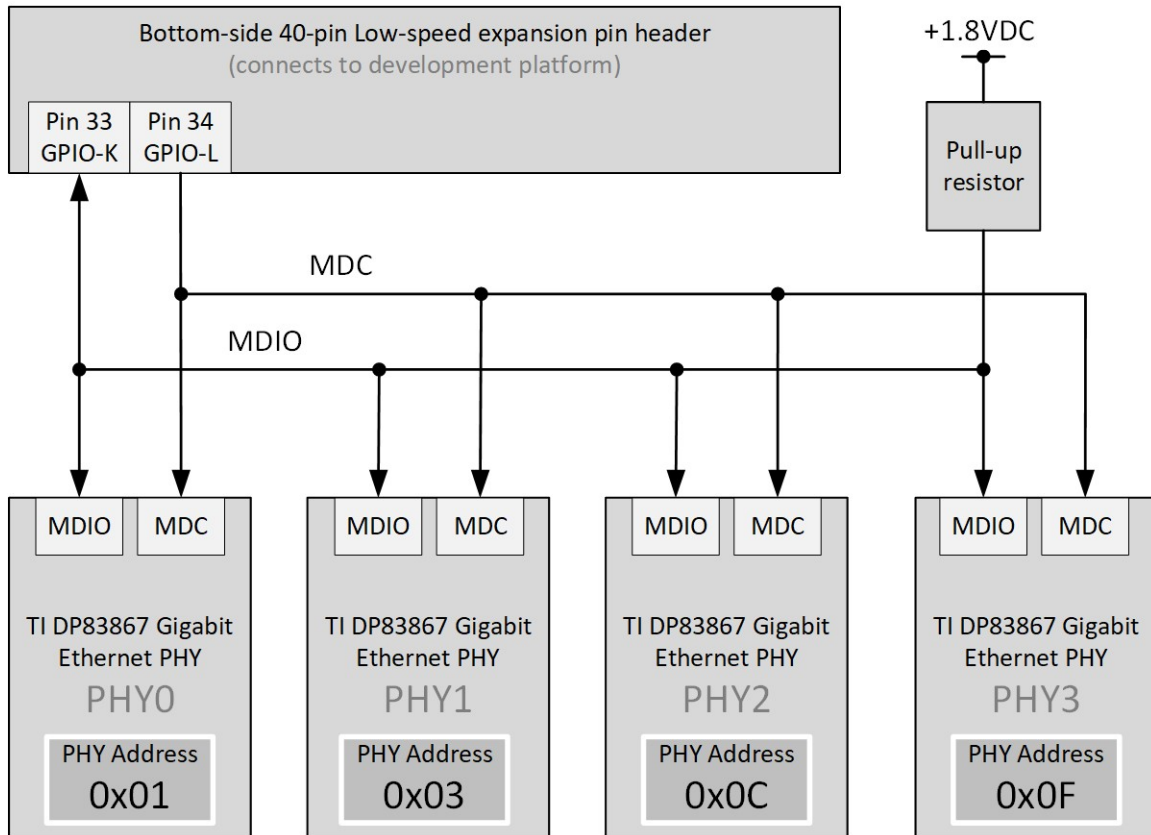 Bottom-side 40-pin Low-speed expansion pin header
(connects to development platform)
+1.8VDC
Pin 33
GPIO-K
Pin 34
GPIO-L
Pull-up
resistor
MDC
MDIO
MDIO
MDC
TI DP83867 Gigabit
Ethernet PHY
PHY0
PHY Address
0x01
MDIO
MDC
TI DP83867 Gigabit
Ethernet PHY
PHY1
PHY Address
0x03
MDIO
MDC
TI DP83867 Gigabit
Ethernet PHY
PHY2
PHY Address
0x0C
MDIO
MDC
TI DP83867 Gigabit
Ethernet PHY
PHY3
PHY Address
0x0F